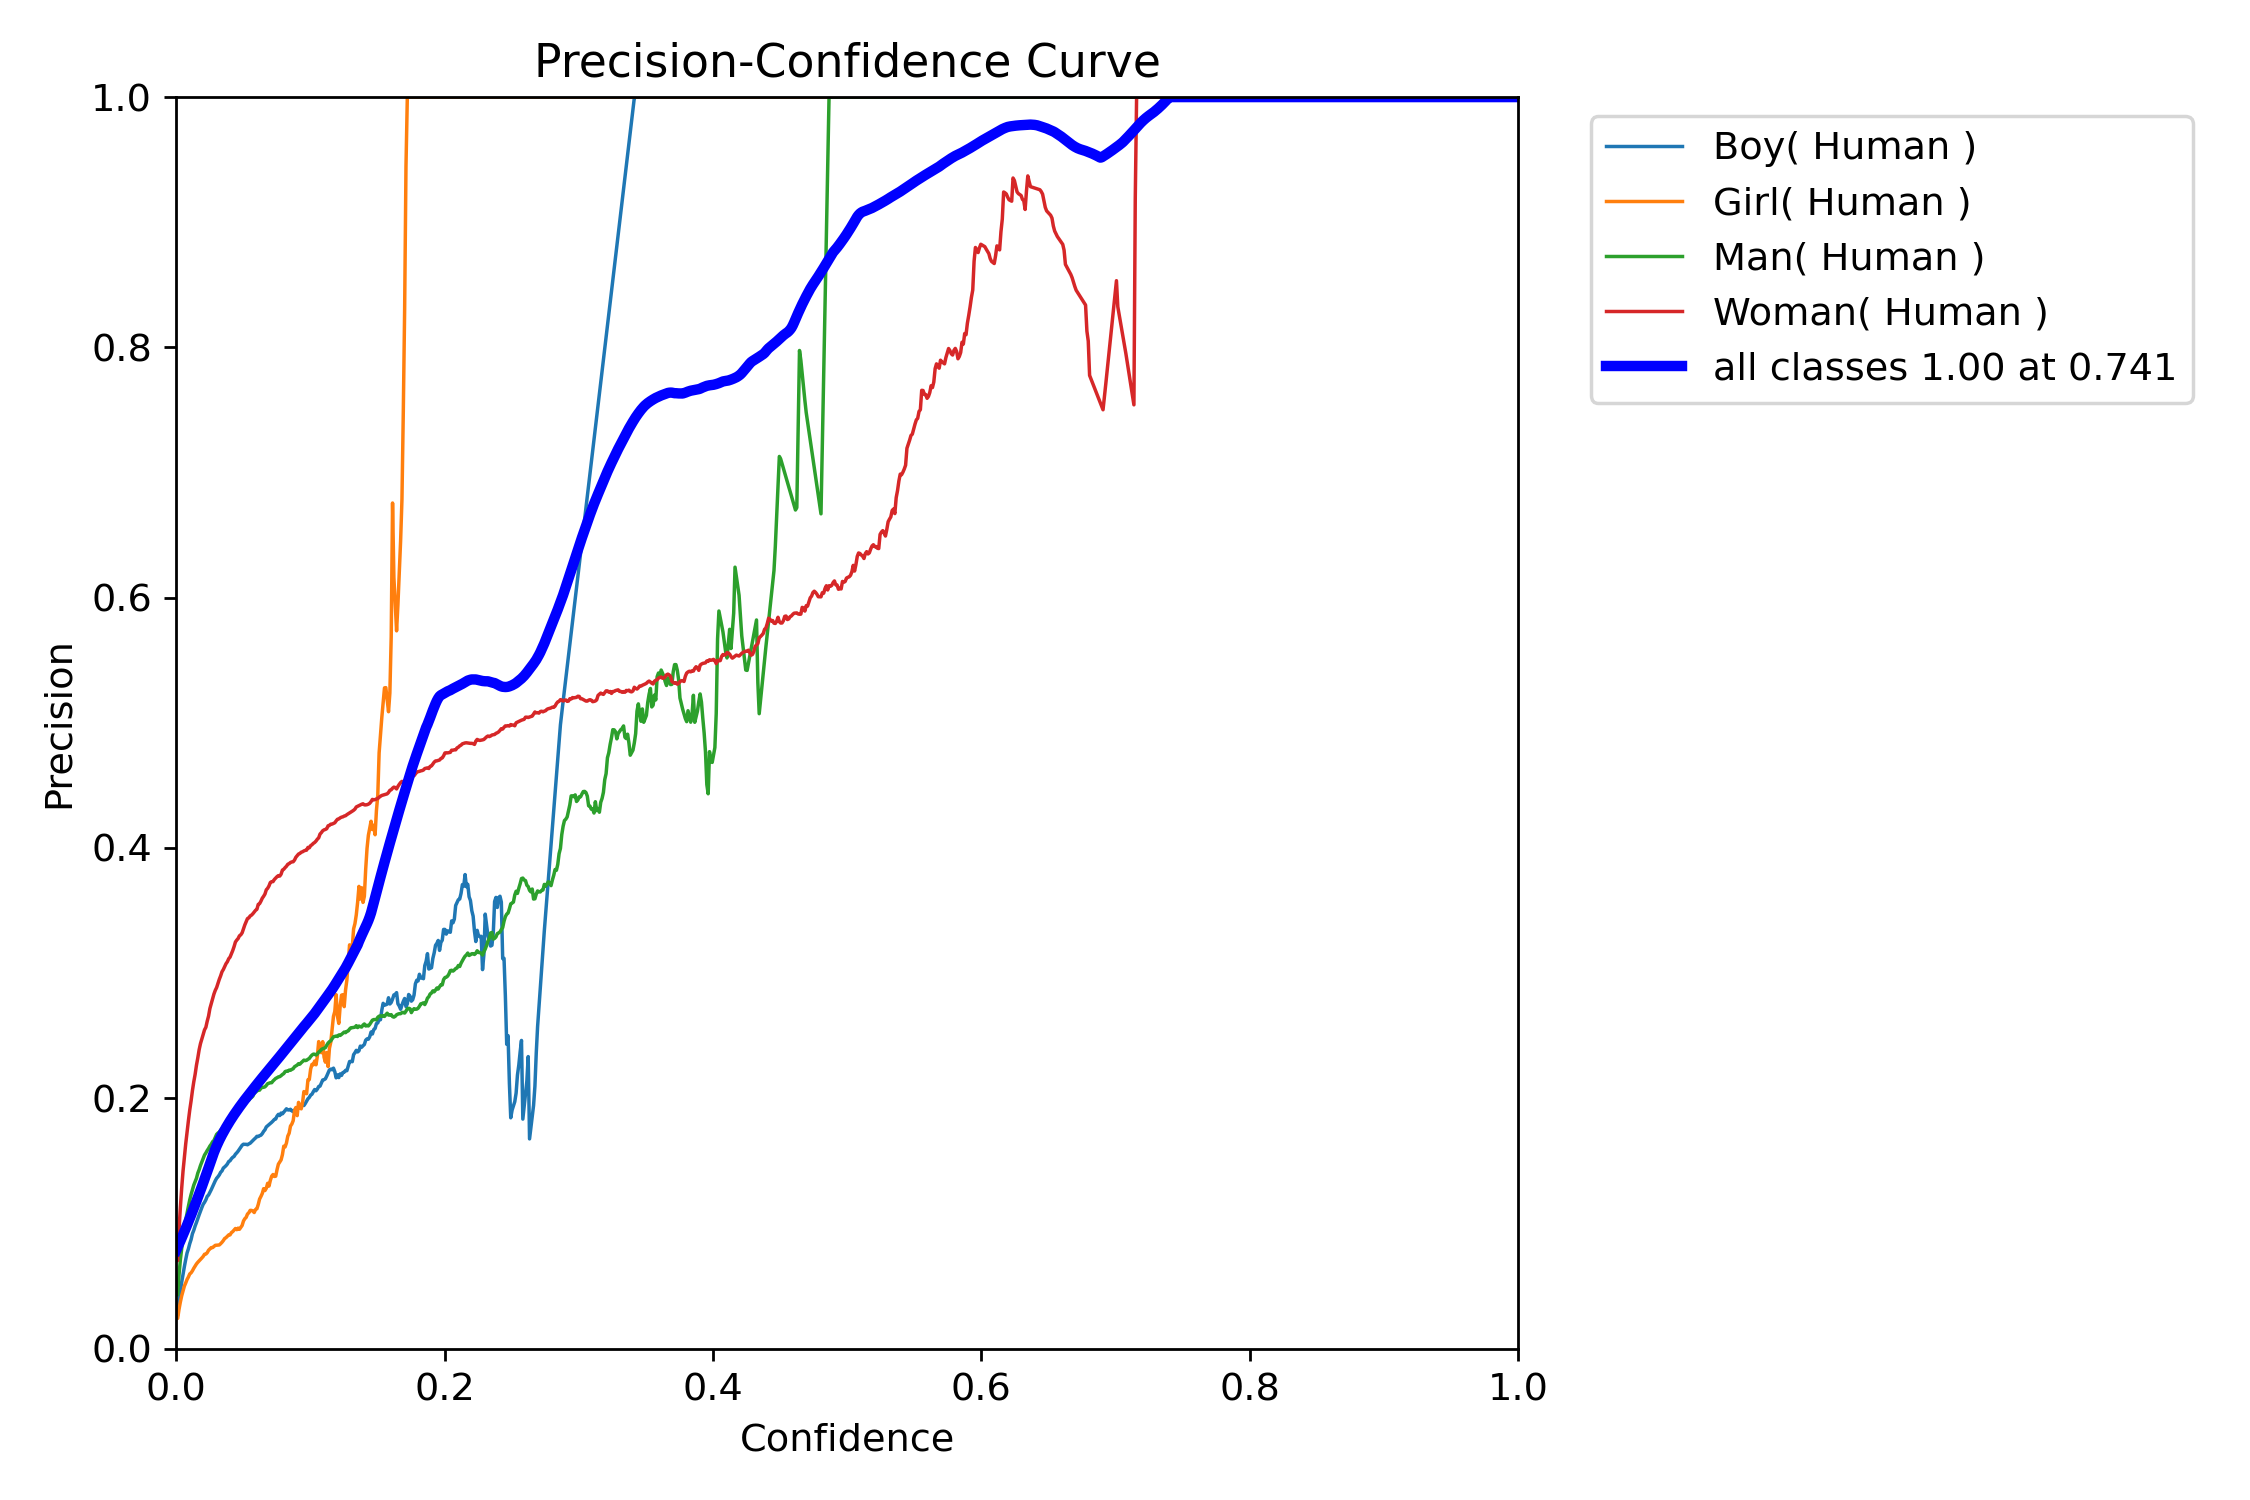 Precision-Confidence Curve
1.0
0.8
0.6
0.4
0.2
0.0
Precision
0.0 0.2 0.4 0.6 0.8 1.0
Confidence
Boy( Human )
Girl( Human )
Man( Human )
Woman( Human )
all classes 1.00 at 0.741